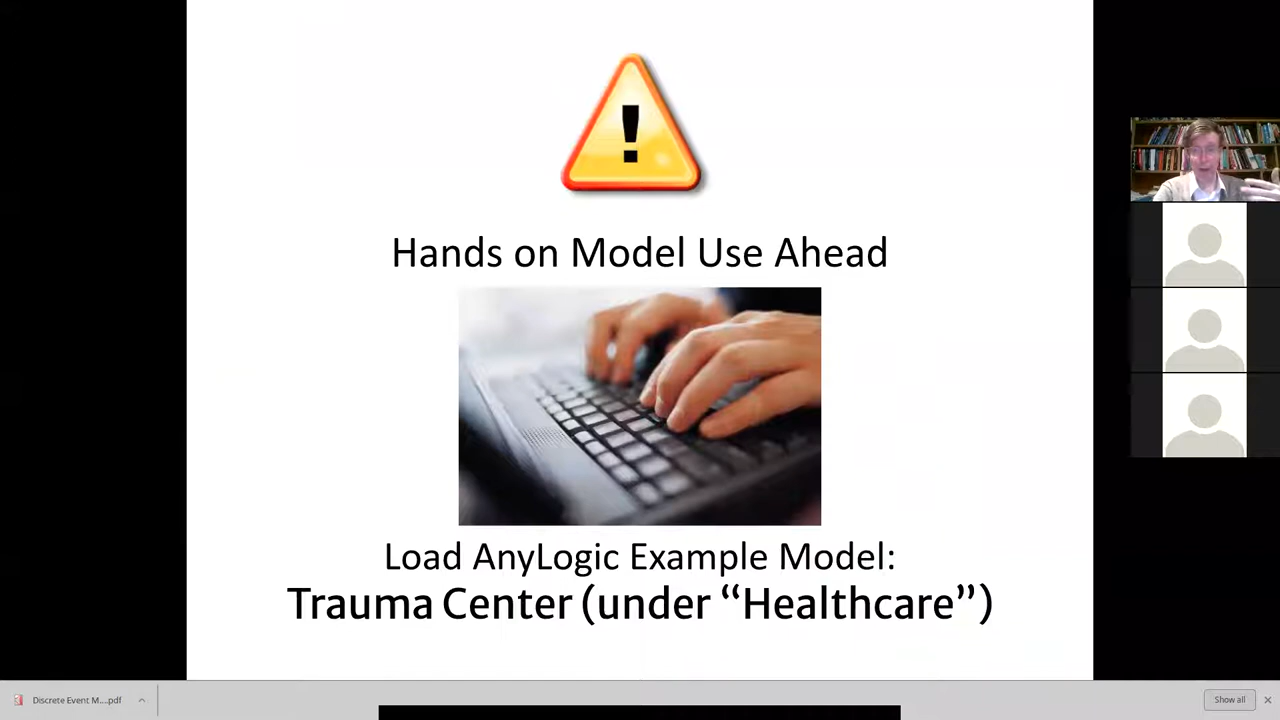 !
Hands on Model Use Ahead
Load AnyLogic Example Model:
Trauma Center (under “Healthcare”)
Discrete Event M....pdf
Show all